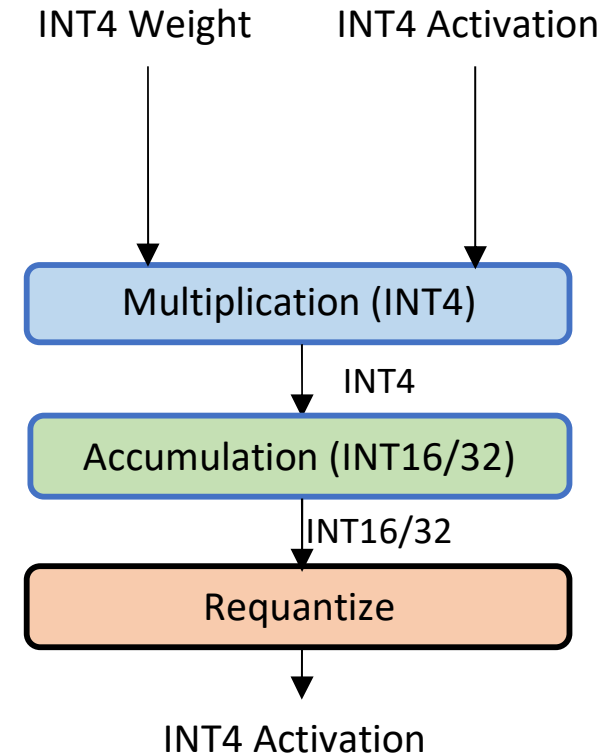 INT4 Weight
INT4 Activation
Multiplication (INT4)
INT4
Accumulation (INT16/32)
INT16/32
Requantize
INT4 Activation